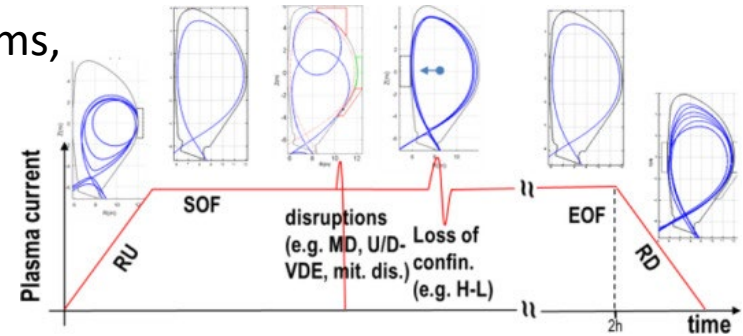 ms,
Plasma current
RU
SOF
disruptions
(e.g. MD, U/D-
VDE, mit. dis.)
Loss of
confin.
(e.g. H-L)
EOF
RD
2h
time